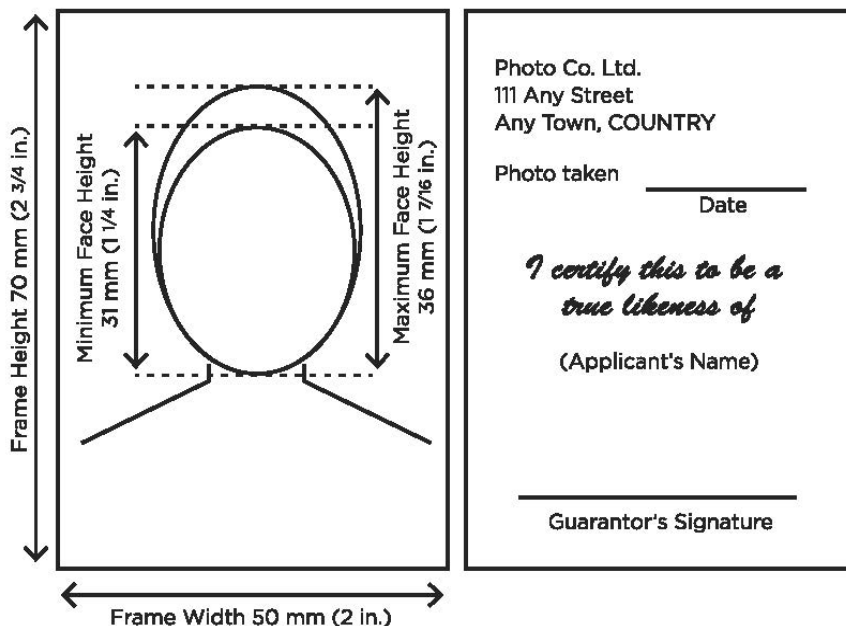 Frame Height 70 mm (2 3/4 in.)
Minimum Face Height
31 mm (1 1/4 in.)
Maximum Face Height
36 mm (1 7/16 in.)
Frame Width 50 mm (2 in.)
Photo Co. Ltd.
111 Any Street
Any Town, COUNTRY
Photo taken
Date
I certify this to be a
true likeness of
(Applicant's Name)
Guarantor's Signature